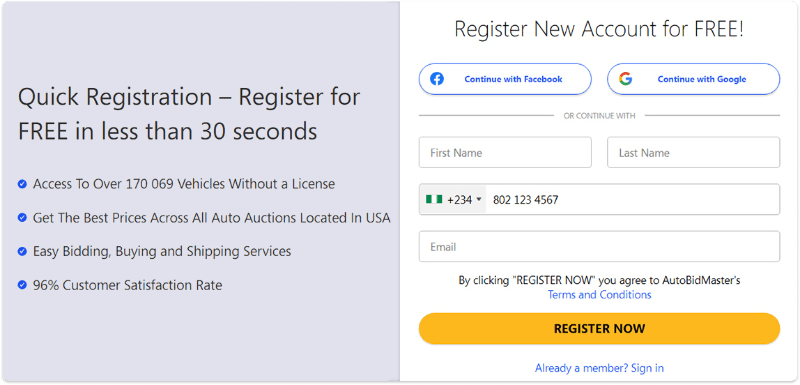 Quick Registration – Register for
FREE in less than 30 seconds
Access To Over 170 069 Vehicles Without a License
Get The Best Prices Across All Auto Auctions Located In USA
Easy Bidding, Buying and Shipping Services
96% Customer Satisfaction Rate
Register New Account for FREE!
Continue with Facebook
Continue with Google
OR CONTINUE WITH
First Name
Last Name
+234
802 123 4567
Email
By clicking "REGISTER NOW" you agree to AutoBidMaster's
Terms and Conditions
REGISTER NOW
Already a member? Sign in